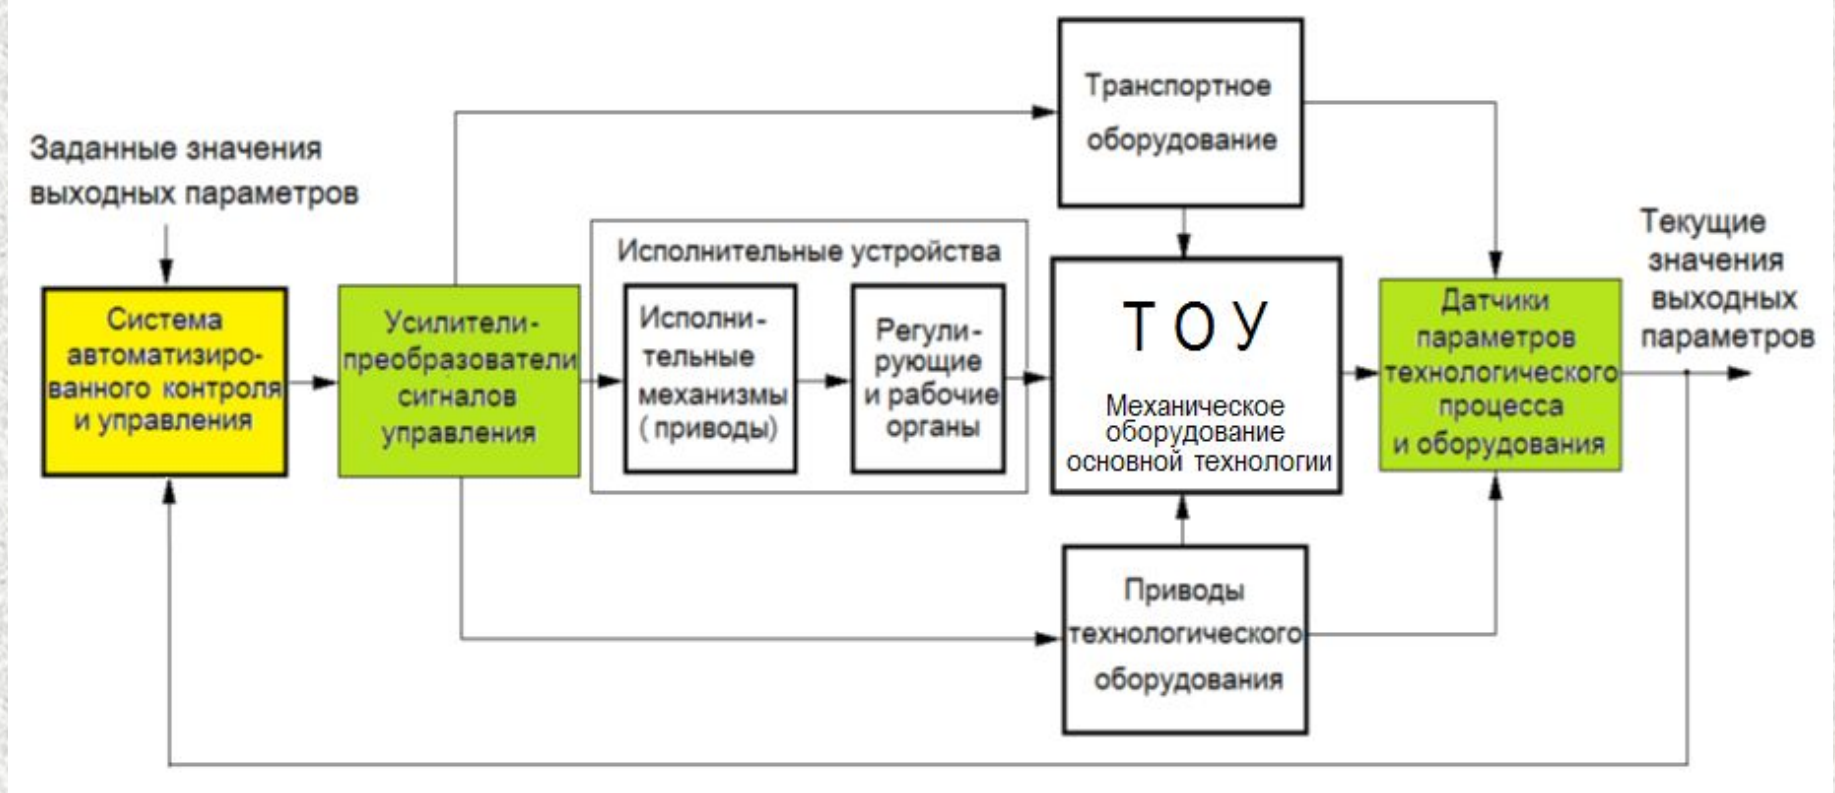 Транспортное
оборудование
Заданные значения
выходных параметров
Текущие
значения
выходных
параметров
Исполнительные устройства
Система
автоматизиро-
ванного контроля
и управления
Усилители-
преобразователи
сигналов
управления
Исполни-
тельные
механизмы
( приводы)
Регули-
рующие
и рабочие
органы
Т О У
Механическое
оборудование
основной технологии
Датчики
параметров
технологического
процесса
и оборудования
Приводы
технологического
оборудования